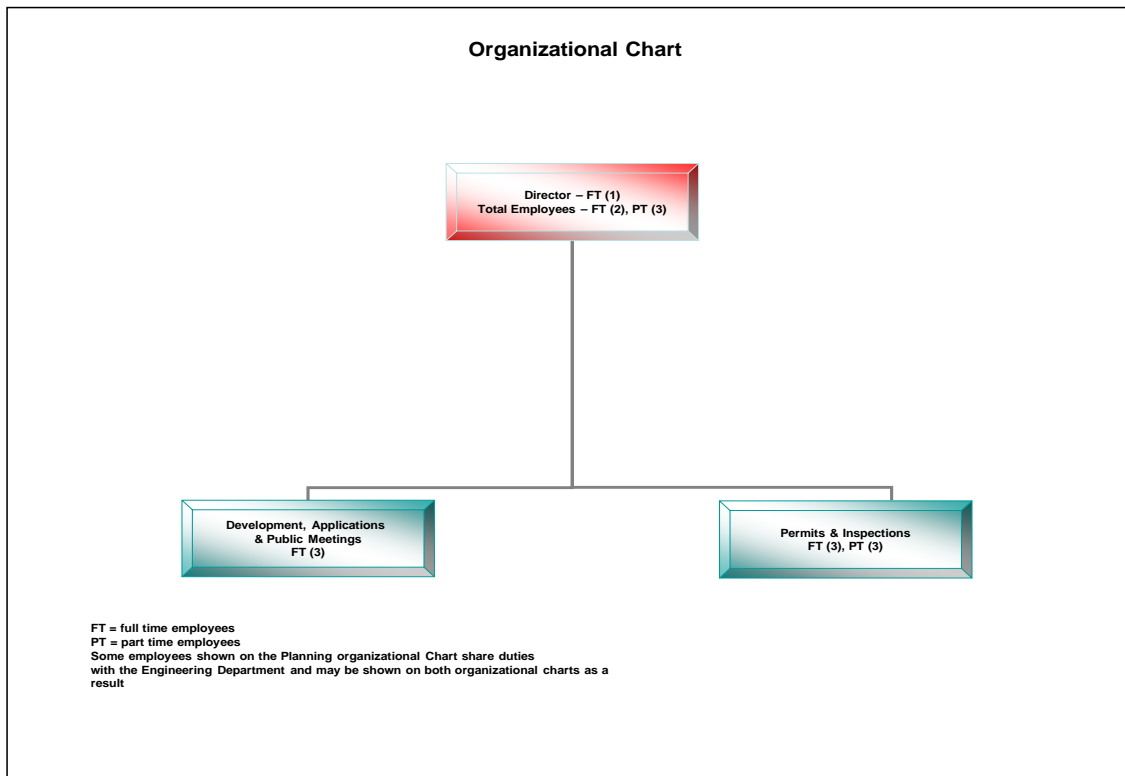 Organizational Chart
Director – FT (1)
Total Employees – FT (2), PT (3)
Development, Applications
& Public Meetings
FT (3)
Permits & Inspections
FT (3), PT (3)
FT = full time employees
PT = part time employees
Some employees shown on the Planning organizational Chart share duties
with the Engineering Department and may be shown on both organizational charts as a
result